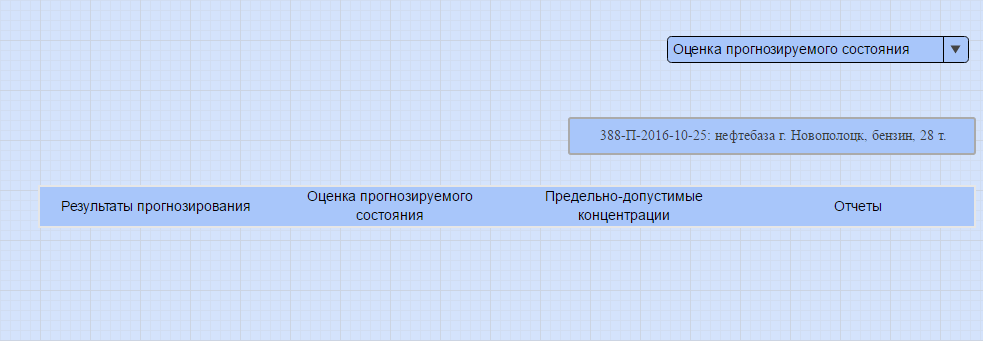 Оценка прогнозируемого состояния
388-П-2016-10-25: нефтебаза г. Новополоцк, бензин, 28 т.
Результаты прогнозирования
Оценка прогнозируемого
состояния
Предельно-допустимые
концентрации
Отчеты